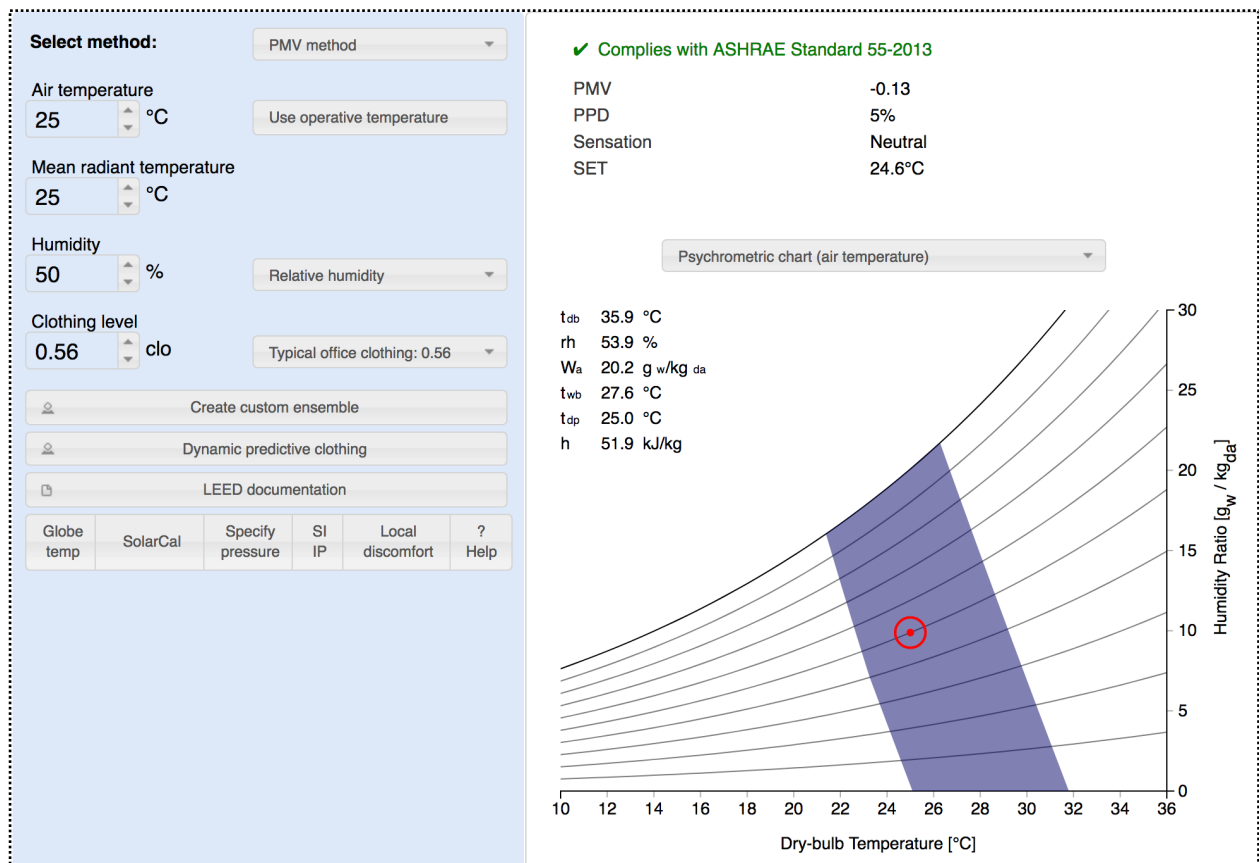 Select method:
PMV method
Air temperature
25 °C
Use operative temperature
Mean radiant temperature
25 °C
Humidity
50 %
Relative humidity
Clothing level
0.56 clo
Typical office clothing: 0.56
Create custom ensemble
Dynamic predictive clothing
LEED documentation
Globe temp
SolarCal
Specify pressure
SI IP
Local discomfort
? Help
✔ Complies with ASHRAE Standard 55-2013
PMV -0.13
PPD 5%
Sensation Neutral
SET 24.6°C
Psychrometric chart (air temperature)
tdb 35.9 °C
rh 53.9 %
Wa 20.2 g w/kg da
twb 27.6 °C
tdp 25.0 °C
h 51.9 kJ/kg
30
25
20
15
10
5
0
Humidity Ratio [gw / kgda]
10 12 14 16 18 20 22 24 26 28 30 32 34 36
Dry-bulb Temperature [°C]